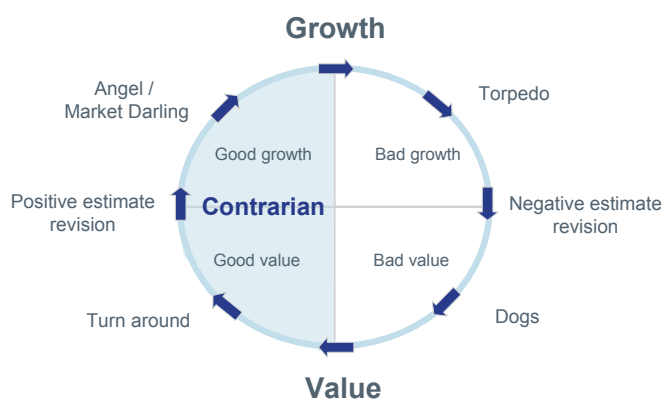 Growth
Angel /
Market Darling
Torpedo
Good growth
Bad growth
Positive estimate
revision
Contrarian
Negative estimate
revision
Good value
Bad value
Turn around
Dogs
Value